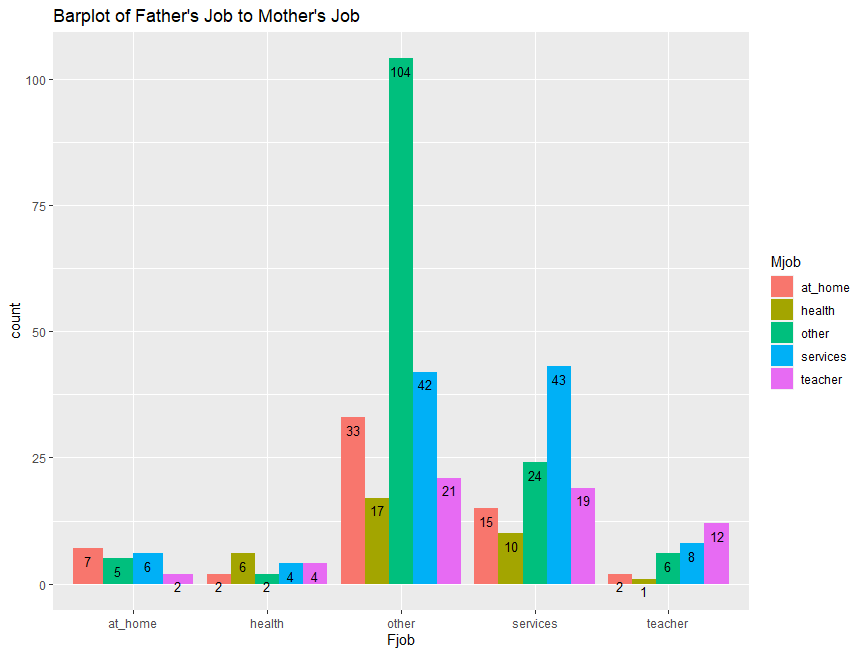 Barplot of Father's Job to Mother's Job
count
100
75
50
25
0
7 5 6 2
2 6 2 4 4
33 17 104 42 21
15 10 24 43 19
2 1 6 8 12
at_home health other services teacher
Fjob
Mjob
at_home
health
other
services
teacher